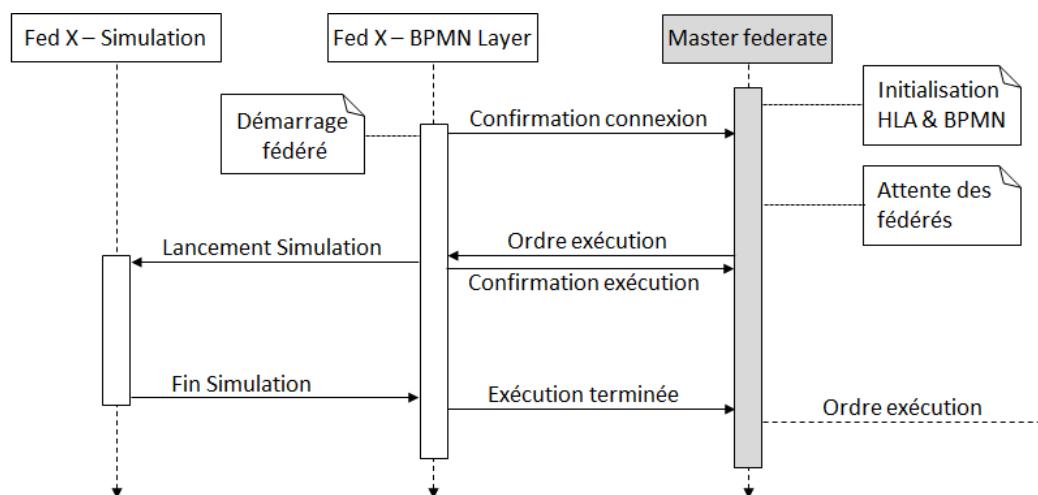 Fed X – Simulation
Fed X – BPMN Layer
Master federate
Initialisation
HLA & BPMN
Démarrage
fédéré
Confirmation connexion
Attente des
fédérés
Lancement Simulation
Ordre exécution
Confirmation exécution
Fin Simulation
Exécution terminée
Ordre exécution